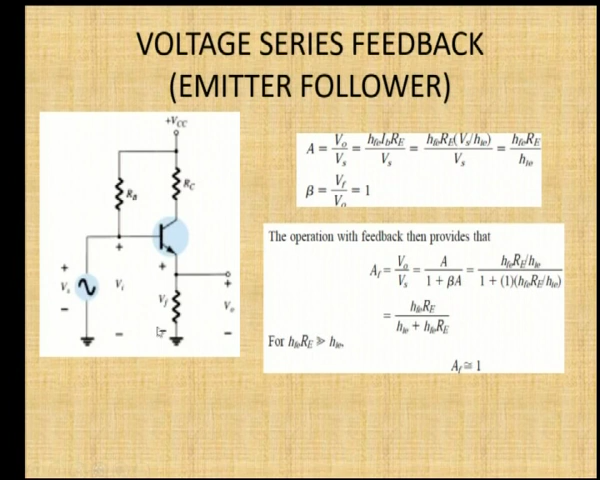 VOLTAGE SERIES FEEDBACK
(EMITTER FOLLOWER)
+VCC
RB
RC
+
+
+
+
Vs
Vi
Vf
Vo
−
−
−
A = Vo/Vs = hfeIbRE/Vs = hfeRE(Vs/hie)/Vs = hfeRE/hie
β = Vf/Vo = 1
The operation with feedback then provides that
Af = Vo/Vs = A/(1 + βA) = (hfeRE/hie)/(1 + (1)(hfeRE/hie))
= hfeRE/(hie + hfeRE)
For hfeRE ≫ hie,
Af ≅ 1